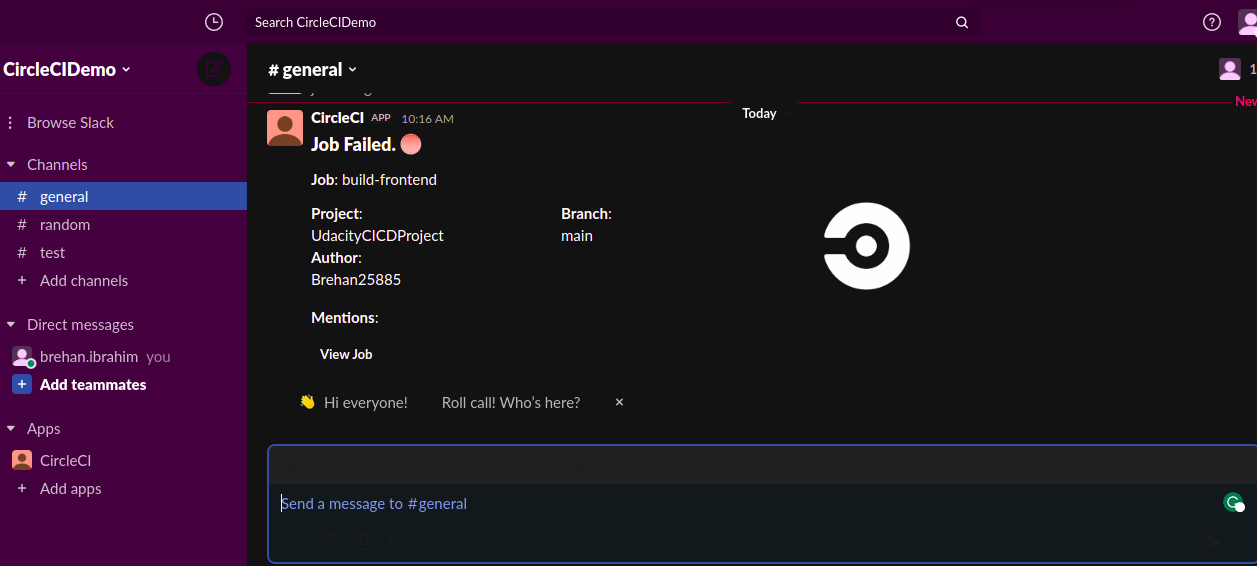 Search CircleCIDemo
CircleCIDemo
# general
1
Browse Slack
Channels
# general
# random
# test
+ Add channels
Direct messages
brehan.ibrahim you
+ Add teammates
Apps
CircleCI
+ Add apps
New
Today
CircleCI APP 10:16 AM
Job Failed.
Job: build-frontend
Project: Branch:
UdacityCICDProject main
Author:
Brehan25885
Mentions:
View Job
Hi everyone! Roll call! Who's here? ×
Send a message to #general